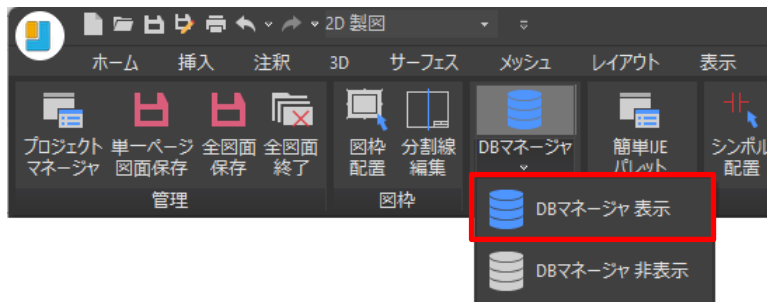 2D 製図
ホーム 挿入 注釈 3D サーフェス メッシュ レイアウト 表示
プロジェクト
マネージャ
単一ページ
図面保存
全図面
保存
全図面
終了
図枠
配置
分割線
編集
DBマネージャ
簡単UE
パレット
シンボル
配置
管理
図枠
DBマネージャ 表示
DBマネージャ 非表示